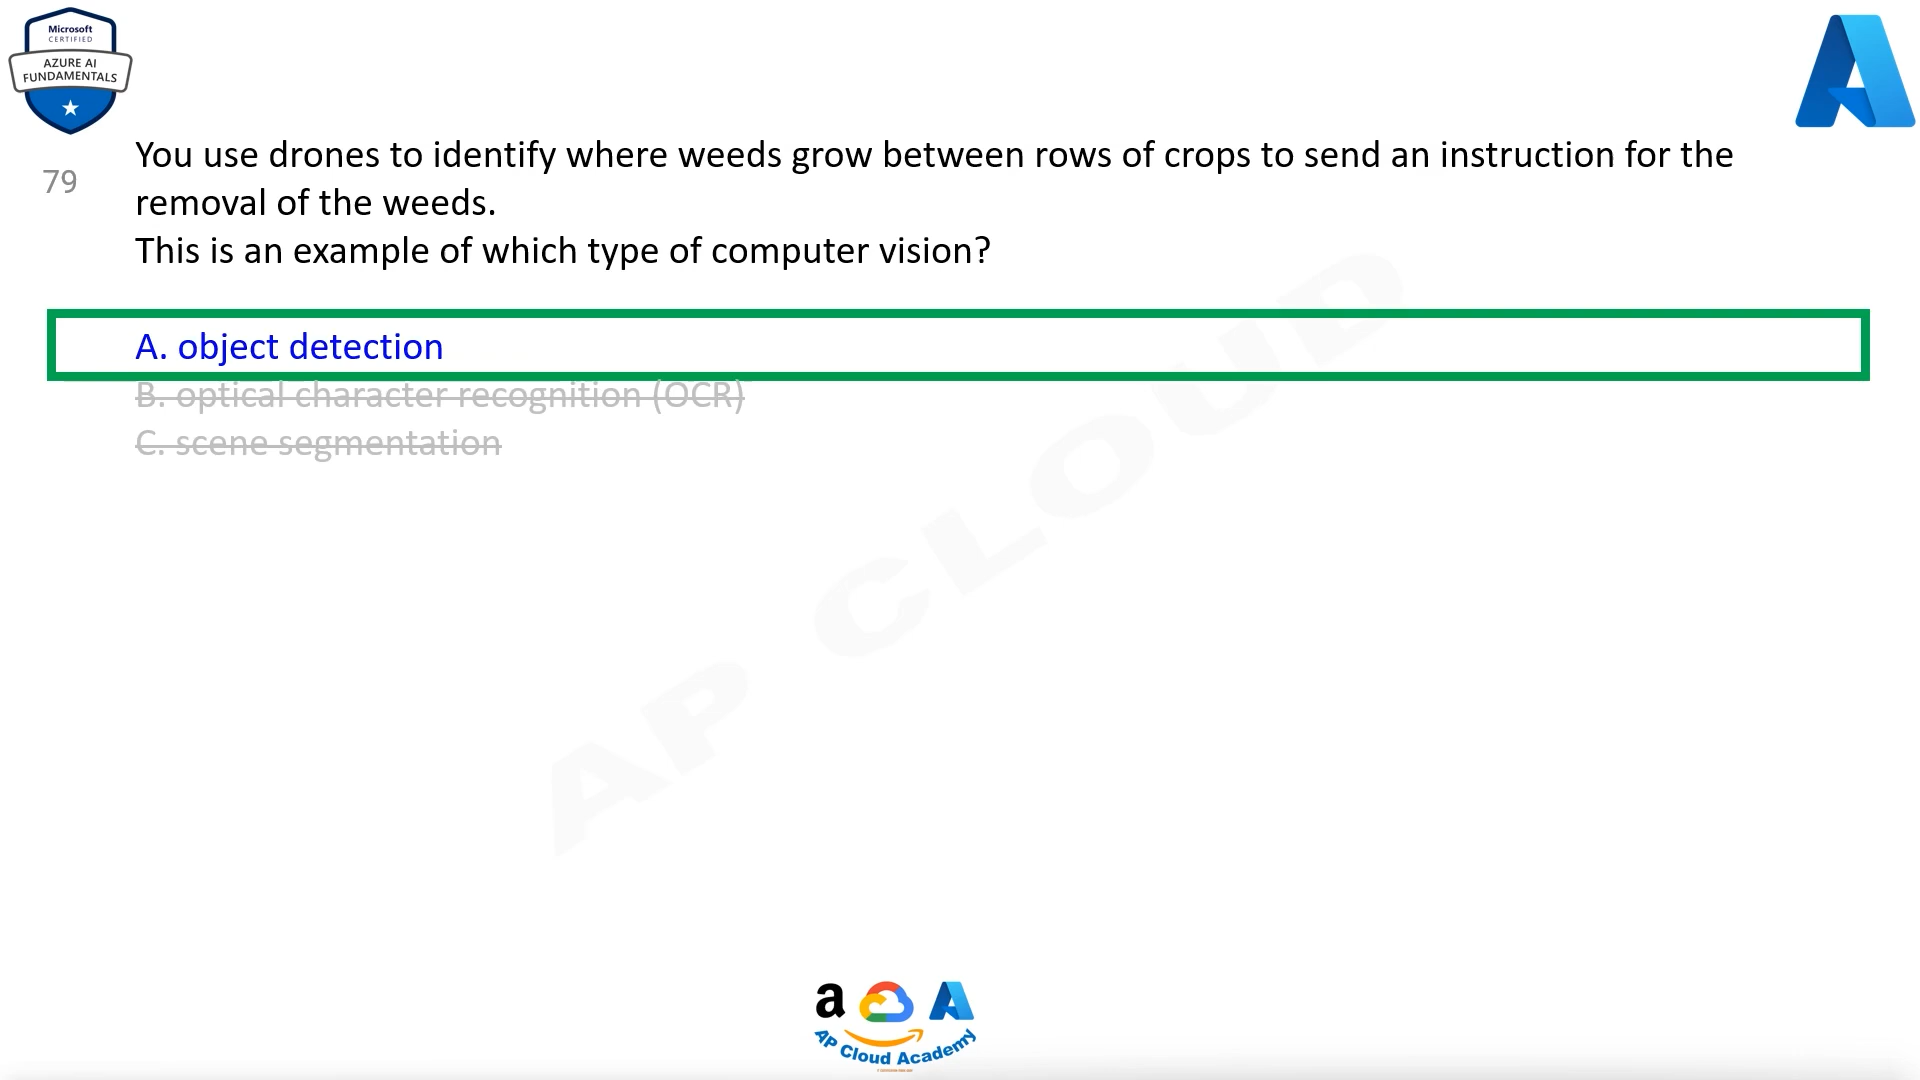 Microsoft
CERTIFIED
AZURE AI
FUNDAMENTALS
79
You use drones to identify where weeds grow between rows of crops to send an instruction for the
removal of the weeds.
This is an example of which type of computer vision?
A. object detection
B. optical character recognition (OCR)
C. scene segmentation
AP CLOUD
a
AP Cloud Academy